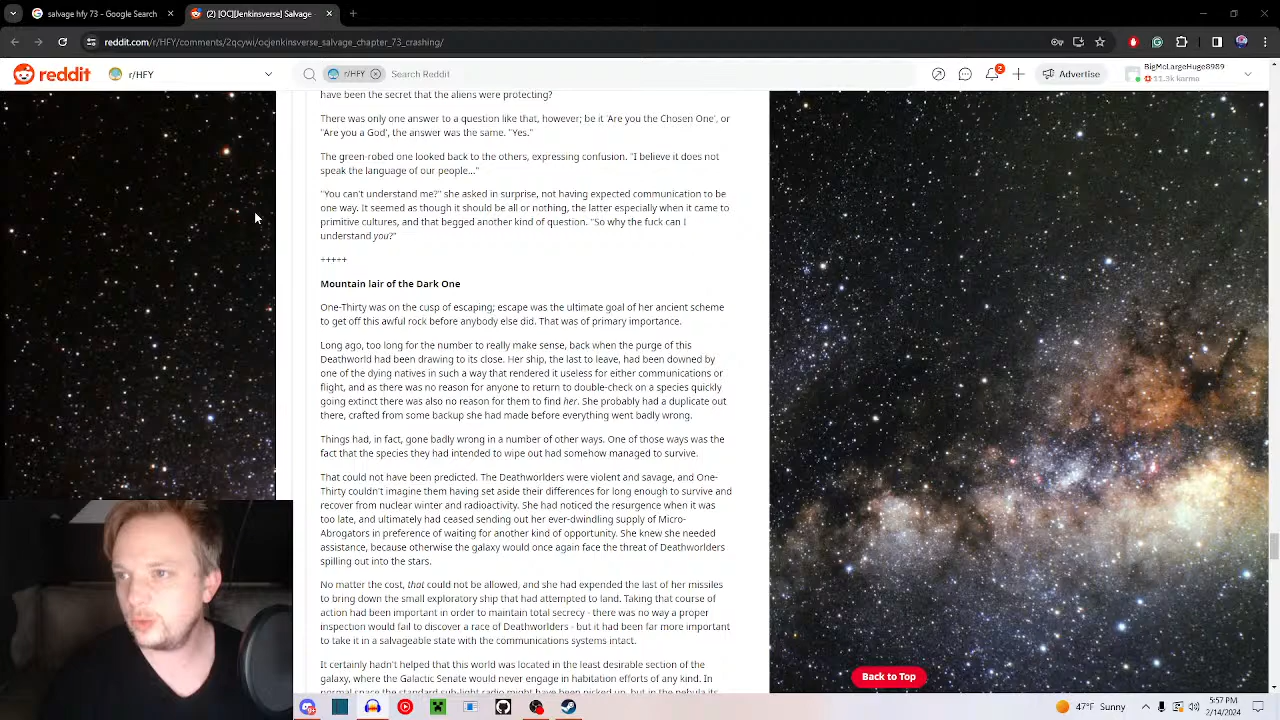 salvage hfy 73 - Google Search
(2) [OC][Jenkinsverse] Salvage
reddit.com/r/HFY/comments/2qcywi/ocjenkinsverse_salvage_chapter_73_crashing/
reddit
r/HFY
r/HFY
Search Reddit
2
Advertise
BigMcLargeHuge8989
11.3k karma
have been the secret that the aliens were protecting?
There was only one answer to a question like that, however; be it 'Are you the Chosen One', or
'Are you a God', the answer was the same. "Yes."
The green-robed one looked back to the others, expressing confusion. "I believe it does not
speak the language of our people..."
"You can't understand me?" she asked in surprise, not having expected communication to be
one way. It seemed as though it should be all or nothing, the latter especially when it came to
primitive cultures, and that begged another kind of question. "So why the fuck can I
understand you?"
+++++
Mountain lair of the Dark One
One-Thirty was on the cusp of escaping; escape was the ultimate goal of her ancient scheme
to get off this awful rock before anybody else did. That was of primary importance.
Long ago, too long for the number to really make sense, back when the purge of this
Deathworld had been drawing to its close. Her ship, the last to leave, had been downed by
one of the dying natives in such a way that rendered it useless for either communications or
flight, and as there was no reason for anyone to return to double-check on a species quickly
going extinct there was also no reason for them to find her. She probably had a duplicate out
there, crafted from some backup she had made before everything went badly wrong.
Things had, in fact, gone badly wrong in a number of other ways. One of those ways was the
fact that the species they had intended to wipe out had somehow managed to survive.
That could not have been predicted. The Deathworlders were violent and savage, and One-
Thirty couldn't imagine them having set aside their differences for long enough to survive and
recover from nuclear winter and radioactivity. She had noticed the resurgence when it was
too late, and ultimately had ceased sending out her ever-dwindling supply of Micro-
Abrogators in preference of waiting for another kind of opportunity. She knew she needed
assistance, because otherwise the galaxy would once again face the threat of Deathworlders
spilling out into the stars.
No matter the cost, that could not be allowed, and she had expended the last of her missiles
to bring down the small exploratory ship that had attempted to land. Taking that course of
action had been important in order to maintain total secrecy - there was no way a proper
inspection would fail to discover a race of Deathworlders - but it had been far more important
to take it in a salvageable state with the communications systems intact.
It certainly hadn't helped that this world was located in the least desirable section of the
galaxy, where the Galactic Senate would never engage in habitation efforts of any kind. In
normal space the standard sub-light radio might have been picked up, but in the nebula its
Back to Top
47°F Sunny
5:57 PM
2/14/2024